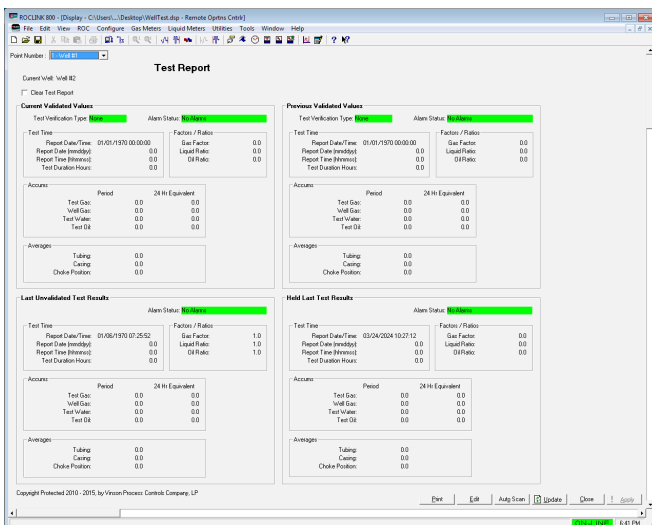 ROCLINK 800 - [Display - C:\Users\...\Desktop\WellTest.dsp - Remote Oprtns Cntrlr]
File Edit View ROC Configure Gas Meters Liquid Meters Utilities Tools Window Help
Point Number: 1 - Well #1
Test Report
Current Well: Well #2
Clear Test Report
Current Validated Values
Test Verification Type: None Alarm Status: No Alarms
Test Time Factors / Ratios
Report Date/Time: 01/01/1970 00:00:00 Gas Factor: 0.0
Report Date (mmddyy): 0.0 Liquid Ratio: 0.0
Report Time (hhmmss): 0.0 Oil Ratio: 0.0
Test Duration Hours: 0.0
Accums
Period 24 Hr Equivalent
Test Gas: 0.0 0.0
Well Gas: 0.0 0.0
Test Water: 0.0 0.0
Test Oil: 0.0 0.0
Averages
Tubing: 0.0
Casing: 0.0
Choke Position: 0.0
Previous Validated Values
Test Verification Type: None Alarm Status: No Alarms
Test Time Factors / Ratios
Report Date/Time: 01/01/1970 00:00:00 Gas Factor: 0.0
Report Date (mmddyy): 0.0 Liquid Ratio: 0.0
Report Time (hhmmss): 0.0 Oil Ratio: 0.0
Test Duration Hours: 0.0
Accums
Period 24 Hr Equivalent
Test Gas: 0.0 0.0
Well Gas: 0.0 0.0
Test Water: 0.0 0.0
Test Oil: 0.0 0.0
Averages
Tubing: 0.0
Casing: 0.0
Choke Position: 0.0
Last Unvalidated Test Results
Alarm Status: No Alarms
Test Time Factors / Ratios
Report Date/Time: 01/06/1970 07:25:52 Gas Factor: 1.0
Report Date (mmddyy): 0.0 Liquid Ratio: 1.0
Report Time (hhmmss): 0.0 Oil Ratio: 1.0
Test Duration Hours: 0.0
Accums
Period 24 Hr Equivalent
Test Gas: 0.0 0.0
Well Gas: 0.0 0.0
Test Water: 0.0 0.0
Test Oil: 0.0 0.0
Averages
Tubing: 0.0
Casing: 0.0
Choke Position: 0.0
Held Last Test Results
Alarm Status: No Alarms
Test Time Factors / Ratios
Report Date/Time: 03/24/2024 10:27:12 Gas Factor: 0.0
Report Date (mmddyy): 0.0 Liquid Ratio: 0.0
Report Time (hhmmss): 0.0 Oil Ratio: 0.0
Test Duration Hours: 0.0
Accums
Period 24 Hr Equivalent
Test Gas: 0.0 0.0
Well Gas: 0.0 0.0
Test Water: 0.0 0.0
Test Oil: 0.0 0.0
Averages
Tubing: 0.0
Casing: 0.0
Choke Position: 0.0
Copyright Protected 2010 - 2015, by Vinson Process Controls Company, LP
Print Edit Auto Scan Update Close ! Apply
ON-LINE 6:41 PM